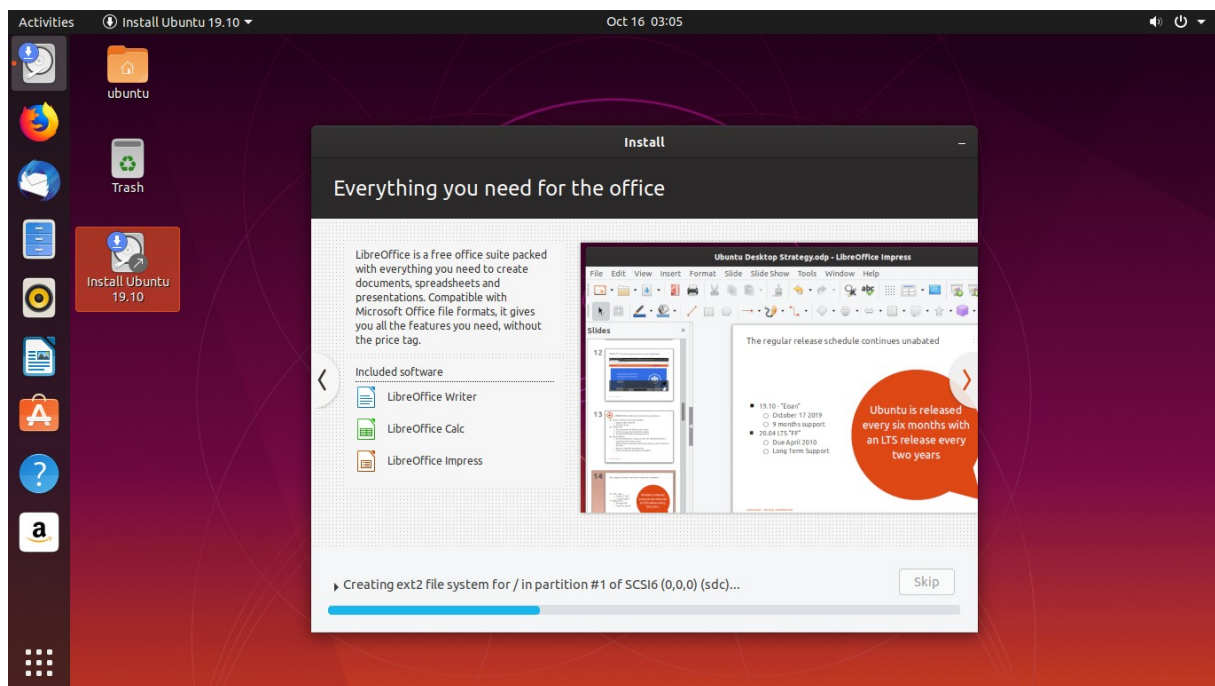 Activities
Install Ubuntu 19.10
Oct 16 03:05
ubuntu
Trash
Install Ubuntu
19.10
Install
Everything you need for the office
LibreOffice is a free office suite packed
with everything you need to create
documents, spreadsheets and
presentations. Compatible with
Microsoft Office file formats, it gives
you all the features you need, without
the price tag.
Included software
LibreOffice Writer
LibreOffice Calc
LibreOffice Impress
Ubuntu Desktop Strategy.odp - LibreOffice Impress
File Edit View Insert Format Slide Slide Show Tools Window Help
Slides
12
13
14
The regular release schedule continues unabated
19.10 - "Eoan"
October 17 2019
9 months support
20.04 LTS "FF"
Due April 2010
Long Term Support
Ubuntu is released
every six months with
an LTS release every
two years
Creating ext2 file system for / in partition #1 of SCSI6 (0,0,0) (sdc)...
Skip